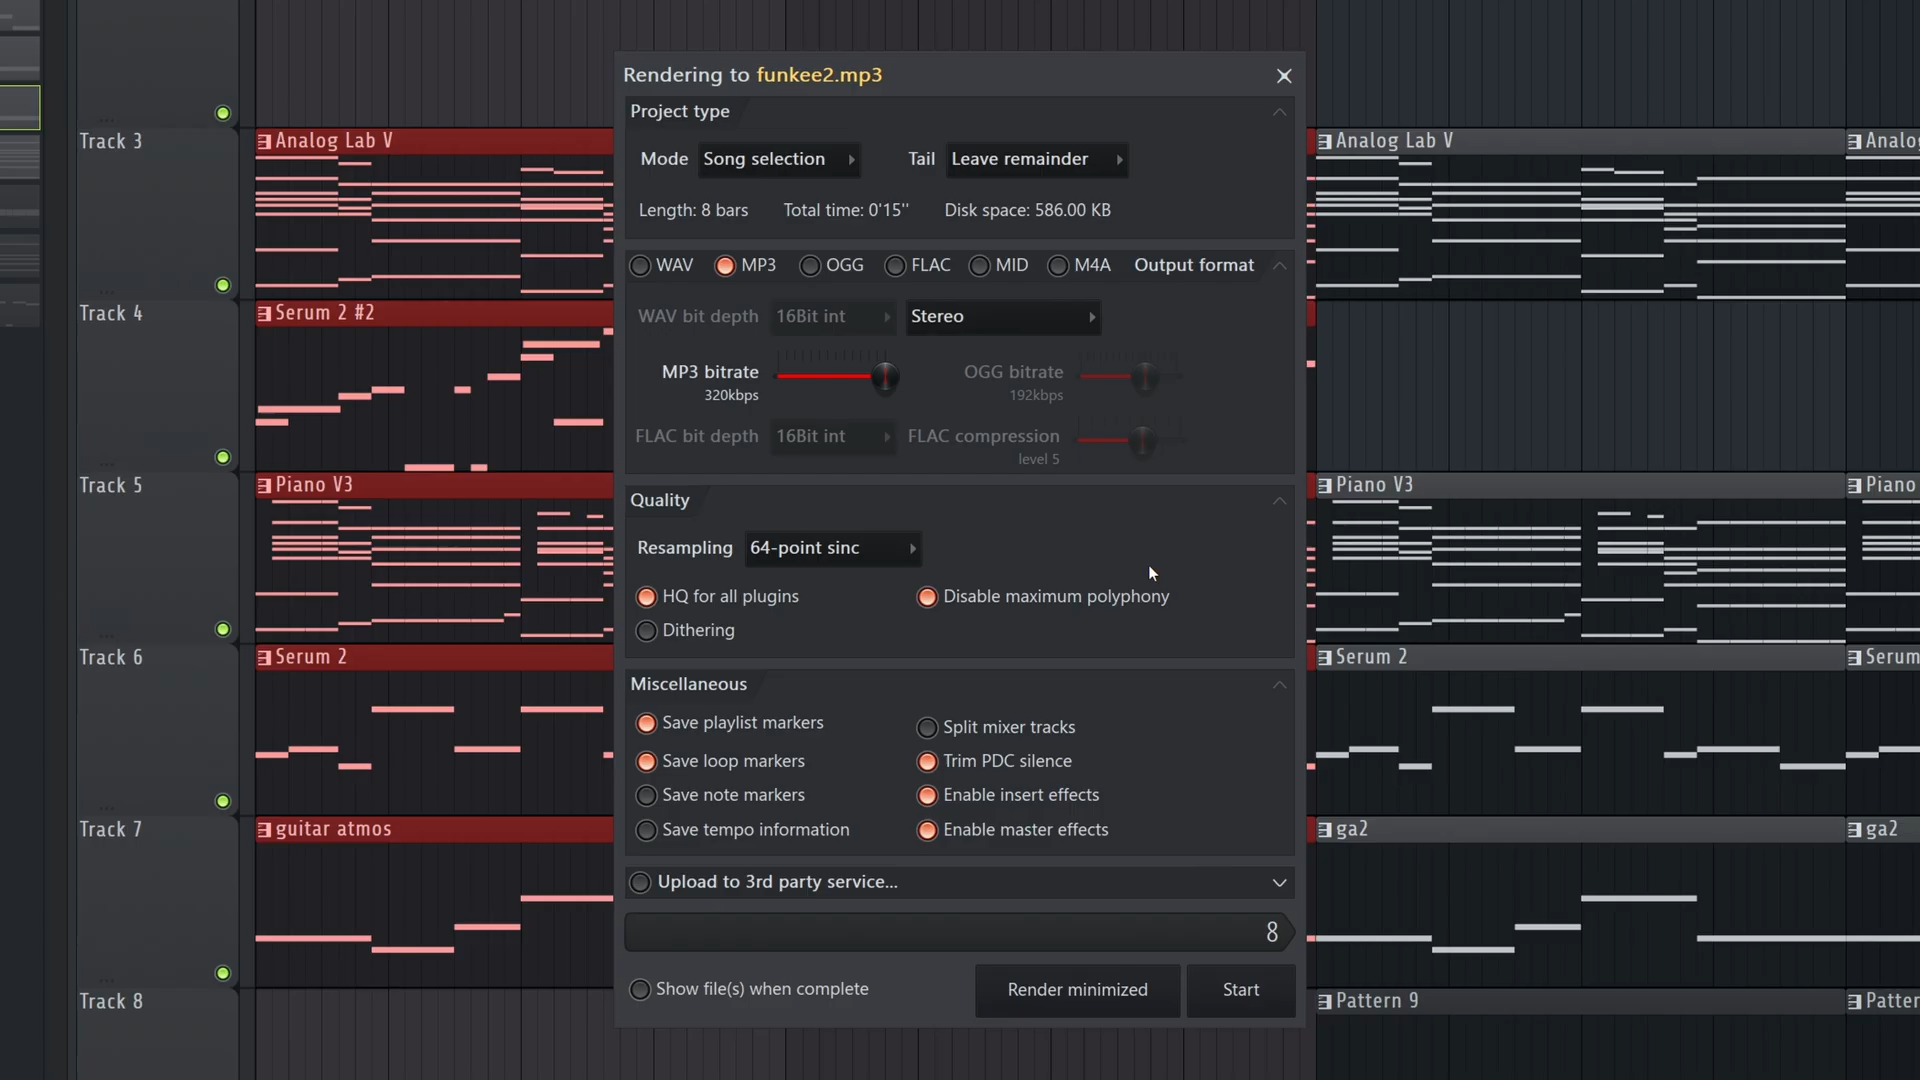 Rendering to funkee2.mp3
Project type
Mode Song selection Tail Leave remainder
Length: 8 bars Total time: 0'15'' Disk space: 586.00 KB
WAV MP3 OGG FLAC MID M4A Output format
WAV bit depth 16Bit int Stereo
MP3 bitrate OGG bitrate
320kbps 192kbps
FLAC bit depth 16Bit int FLAC compression
level 5
Quality
Resampling 64-point sinc
HQ for all plugins Disable maximum polyphony
Dithering
Miscellaneous
Save playlist markers Split mixer tracks
Save loop markers Trim PDC silence
Save note markers Enable insert effects
Save tempo information Enable master effects
Upload to 3rd party service...
8
Show file(s) when complete Render minimized Start
Track 3 Analog Lab V Analog Lab V Analo
Track 4 Serum 2 #2
Track 5 Piano V3 Piano V3 Piano
Track 6 Serum 2 Serum 2 Serum
Track 7 guitar atmos ga2 ga2
Track 8 Pattern 9 Patter